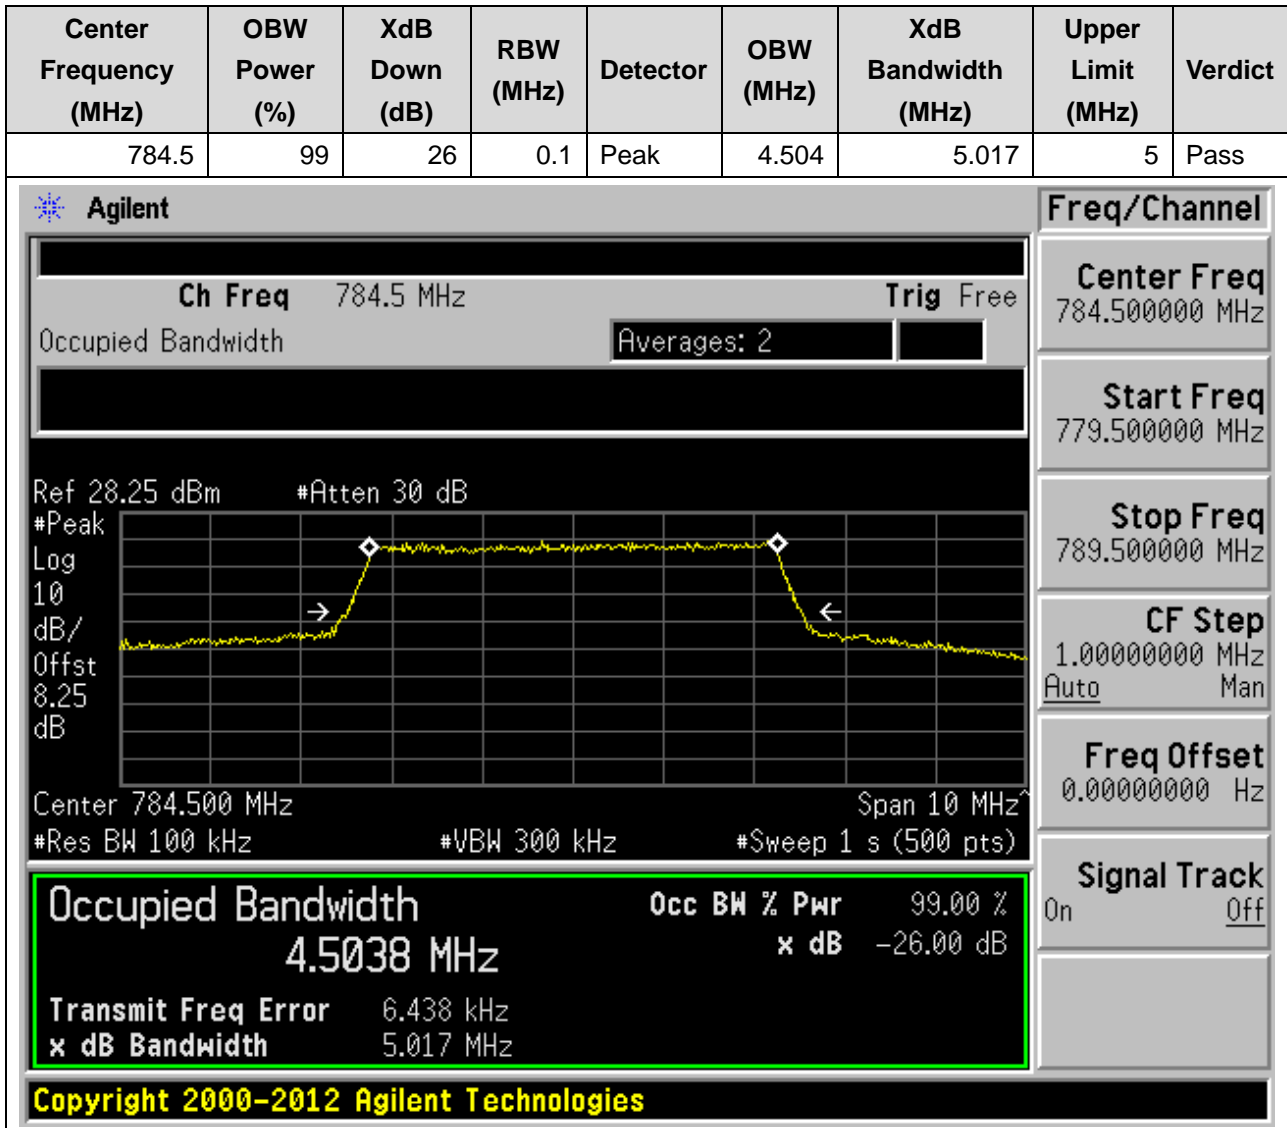 Center Frequency (MHz) OBW Power (%) XdB Down (dB) RBW (MHz) Detector OBW (MHz) XdB Bandwidth (MHz) Upper Limit (MHz) Verdict
784.5 99 26 0.1 Peak 4.504 5.017 5 Pass
Agilent
Freq/Channel
Ch Freq 784.5 MHz Trig Free
Occupied Bandwidth Averages: 2
Ref 28.25 dBm #Atten 30 dB
#Peak
Log
10
dB/
Offst
8.25
dB
Center 784.500 MHz Span 10 MHz^
#Res BW 100 kHz #VBW 300 kHz #Sweep 1 s (500 pts)
Occupied Bandwidth
4.5038 MHz
Occ BW % Pwr 99.00 %
x dB -26.00 dB
Transmit Freq Error 6.438 kHz
x dB Bandwidth 5.017 MHz
Center Freq
784.500000 MHz
Start Freq
779.500000 MHz
Stop Freq
789.500000 MHz
CF Step
1.00000000 MHz
Auto Man
Freq Offset
0.00000000 Hz
Signal Track
On Off
Copyright 2000-2012 Agilent Technologies